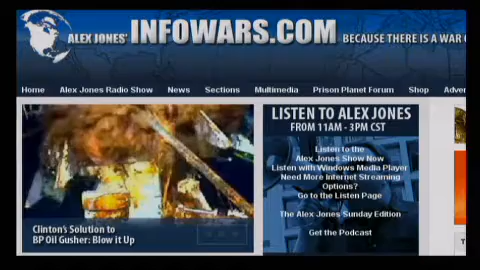 ALEX JONES' INFOWARS.COM BECAUSE THERE IS A WAR
Home Alex Jones Radio Show News Sections Multimedia Prison Planet Forum Shop
LISTEN TO ALEX JONES
FROM 11AM - 3PM CST
Listen to the
Alex Jones Show Now
Listen with Windows Media Player
Need More Internet Streaming
Options?
Go to the Listen Page
The Alex Jones Sunday Edition
Get the Podcast
Clinton's Solution to
BP Oil Gusher: Blow it Up